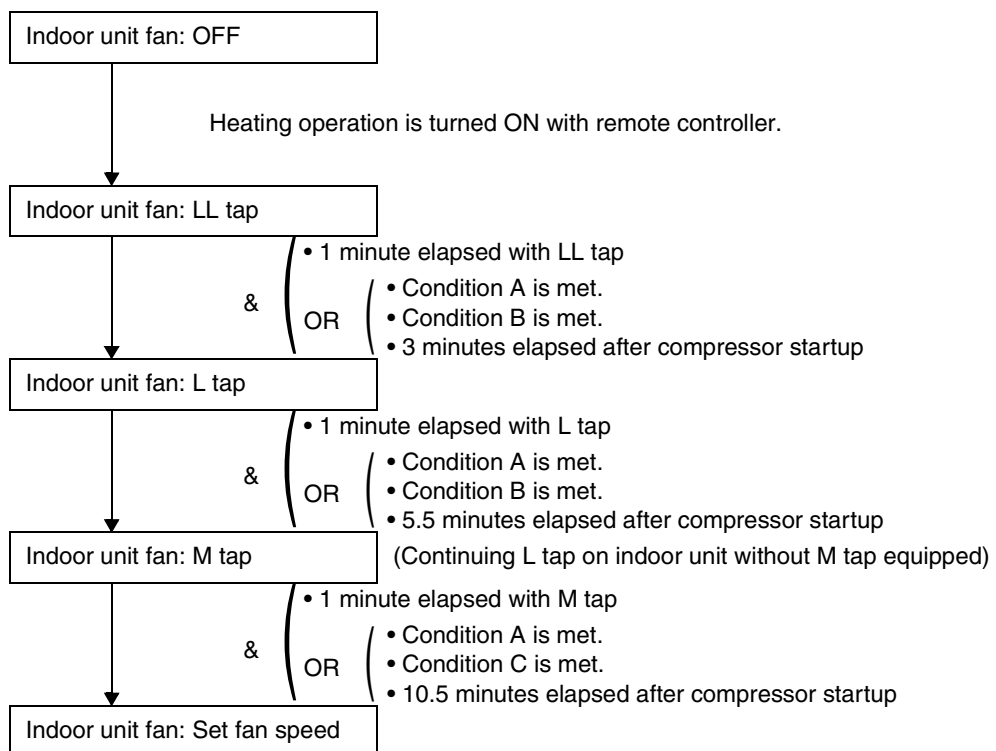 Indoor unit fan: OFF
Heating operation is turned ON with remote controller.
Indoor unit fan: LL tap
• 1 minute elapsed with LL tap
&
OR
• Condition A is met.
• Condition B is met.
• 3 minutes elapsed after compressor startup
Indoor unit fan: L tap
• 1 minute elapsed with L tap
&
OR
• Condition A is met.
• Condition B is met.
• 5.5 minutes elapsed after compressor startup
Indoor unit fan: M tap
(Continuing L tap on indoor unit without M tap equipped)
• 1 minute elapsed with M tap
&
OR
• Condition A is met.
• Condition C is met.
• 10.5 minutes elapsed after compressor startup
Indoor unit fan: Set fan speed